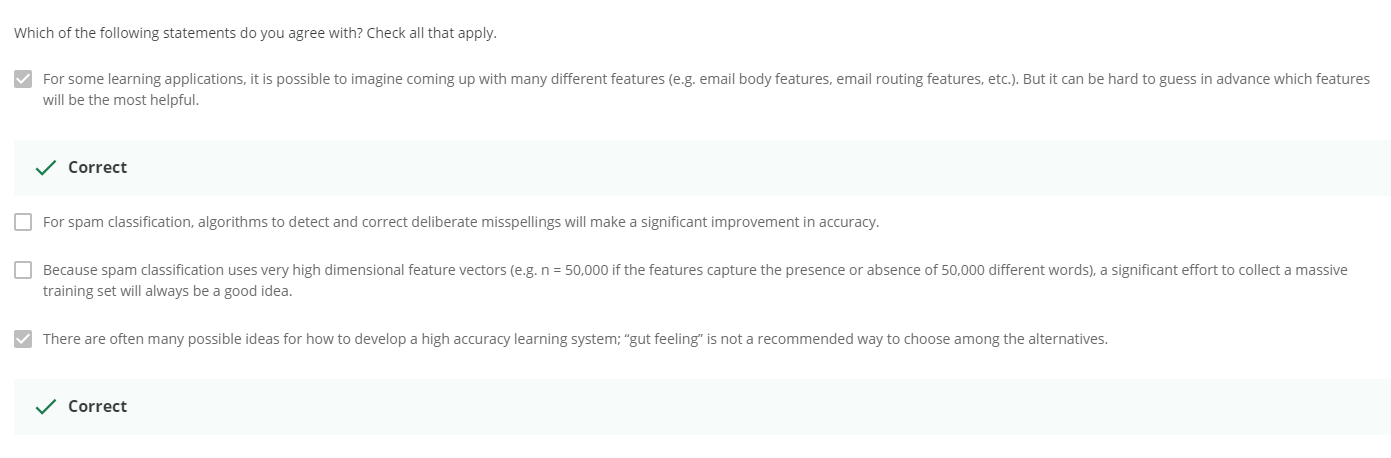 Which of the following statements do you agree with? Check all that apply.
For some learning applications, it is possible to imagine coming up with many different features (e.g. email body features, email routing features, etc.). But it can be hard to guess in advance which features
will be the most helpful.
Correct
For spam classification, algorithms to detect and correct deliberate misspellings will make a significant improvement in accuracy.
Because spam classification uses very high dimensional feature vectors (e.g. n = 50,000 if the features capture the presence or absence of 50,000 different words), a significant effort to collect a massive
training set will always be a good idea.
There are often many possible ideas for how to develop a high accuracy learning system; “gut feeling” is not a recommended way to choose among the alternatives.
Correct